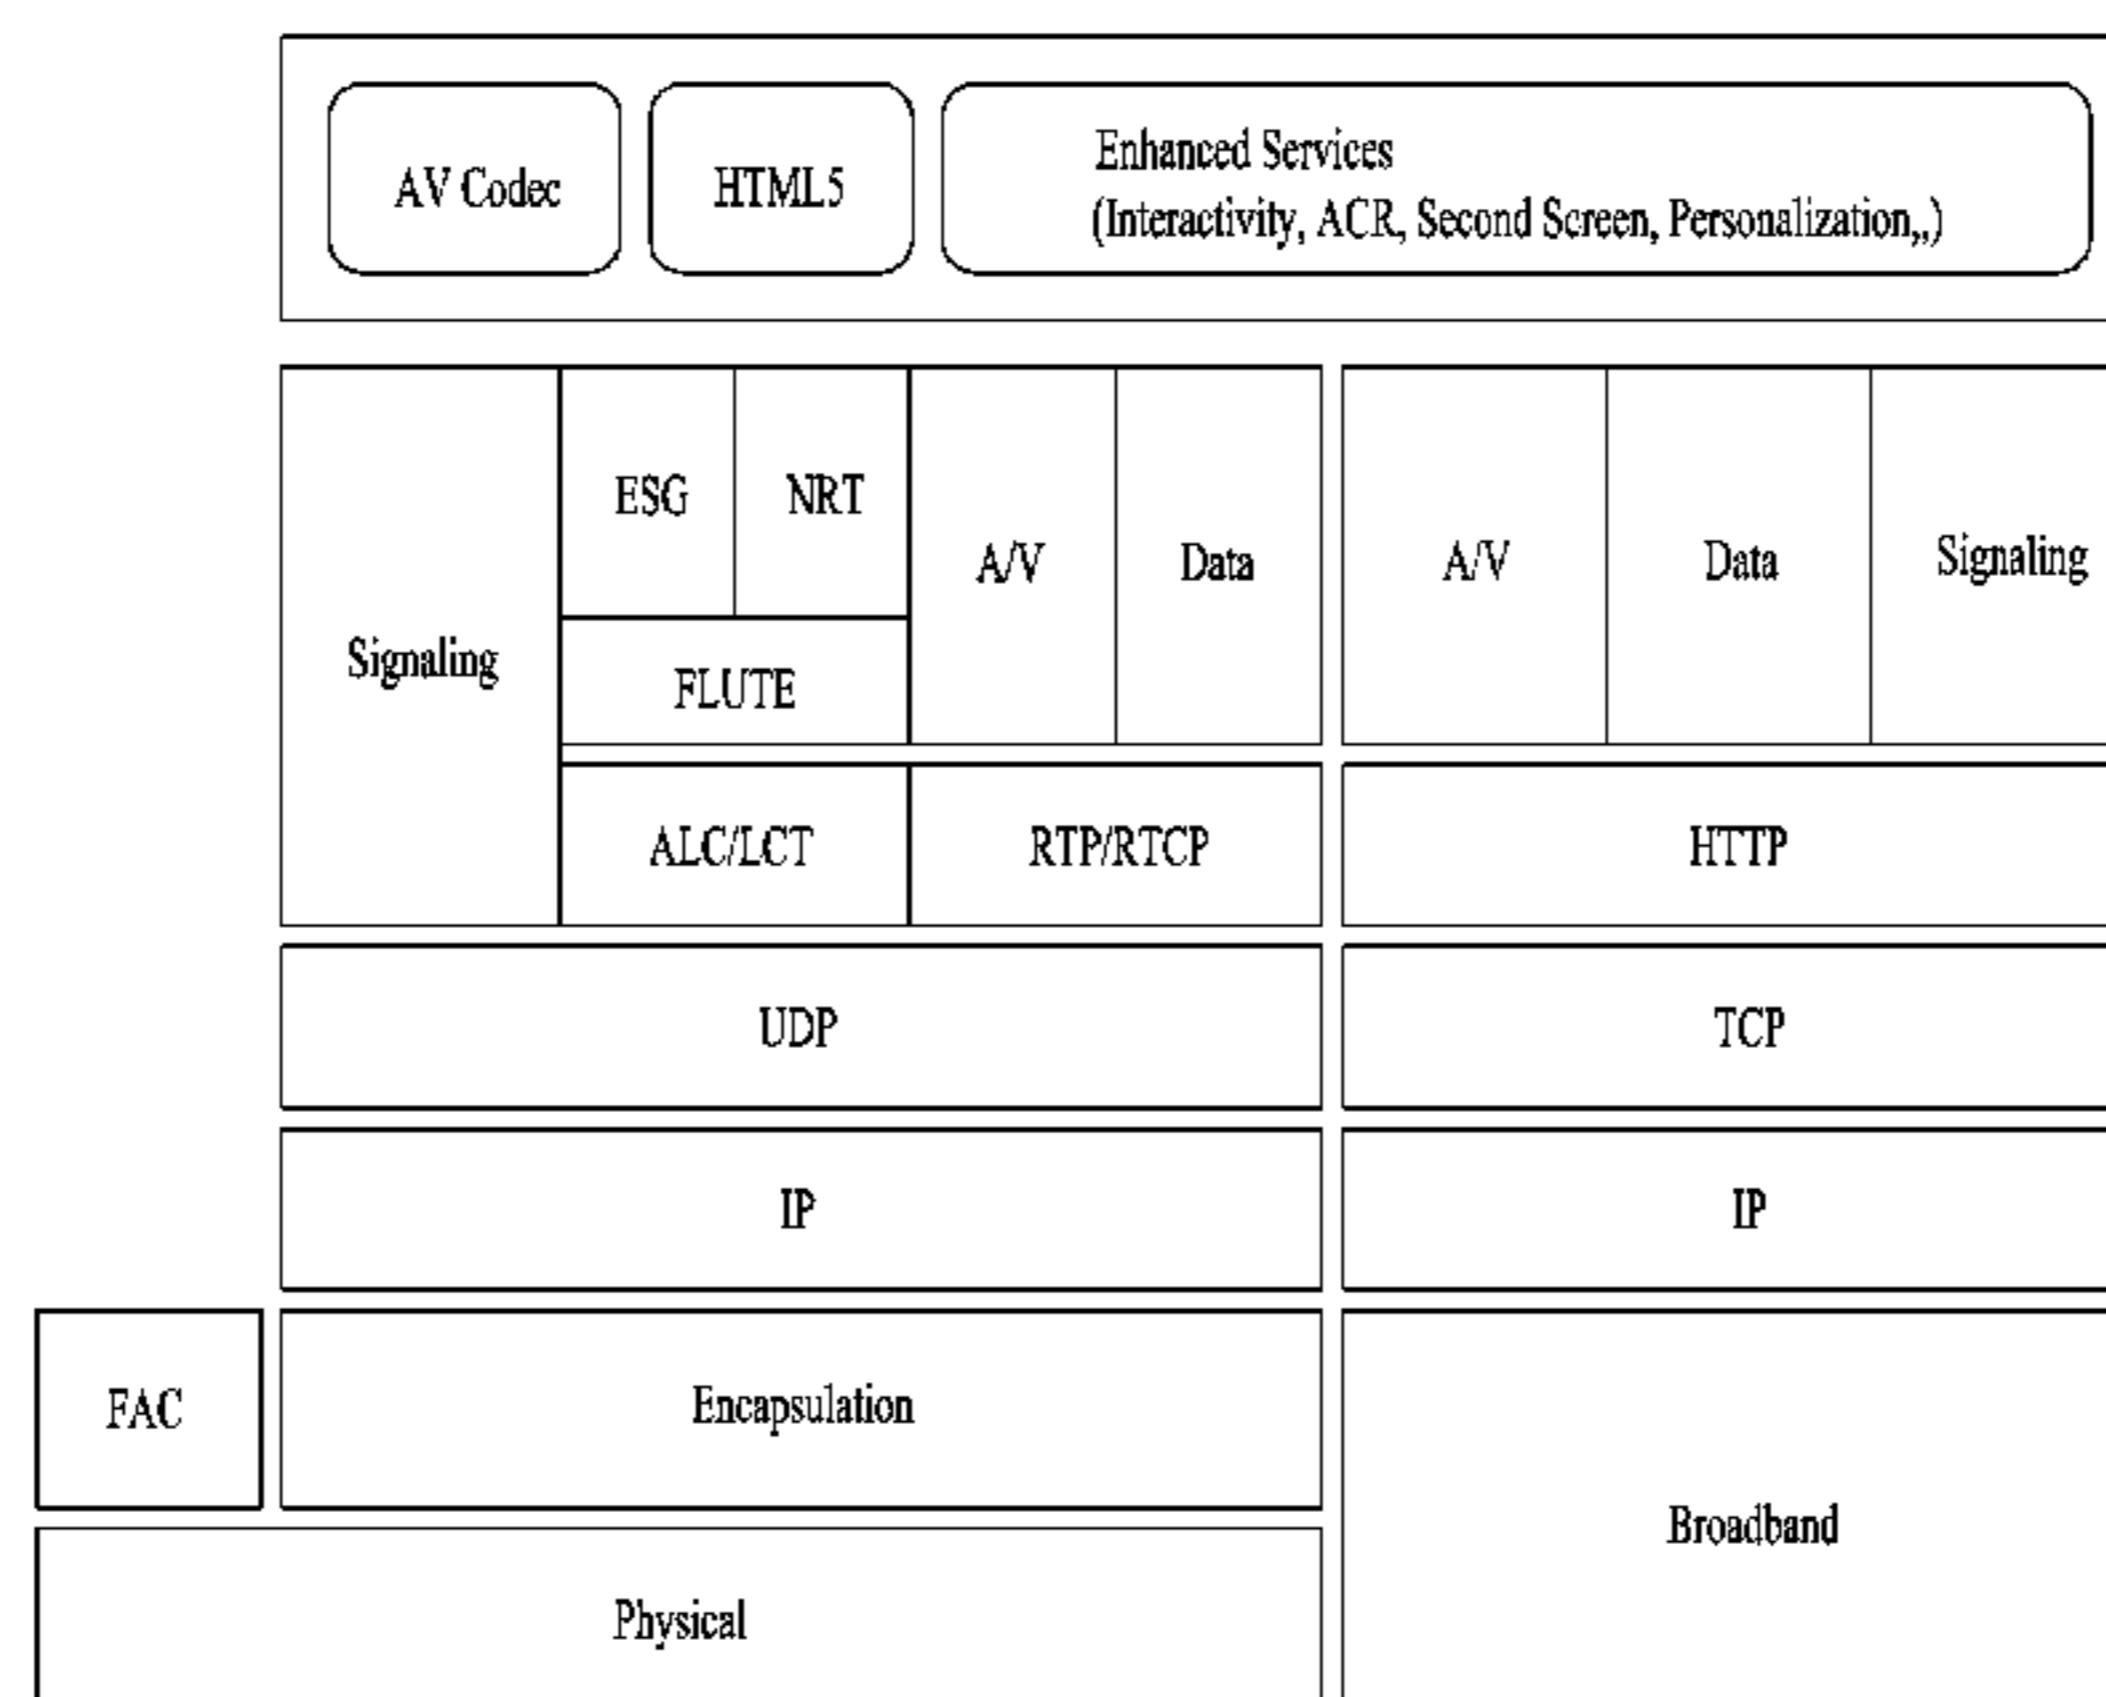 AV Codec
HTML5
Enhanced Services
(Interactivity, ACR, Second Screen, Personalization,,,)
Signaling
ESG
NRT
FLUTE
A/V
Data
A/V
Data
Signaling
ALC/LCT
RTP/RTCP
HTTP
UDP
TCP
IP
IP
FAC
Encapsulation
Broadband
Physical